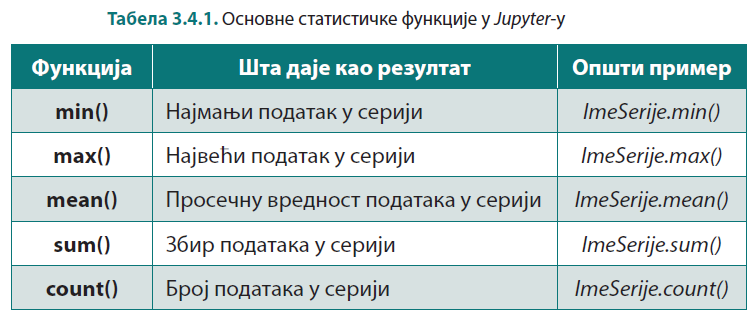 Табела 3.4.1. Основне статистичке функције у Jupyter-у
Функција Шта даје као резултат Општи пример
min() Најмањи податак у серији ImeSerije.min()
max() Највећи податак у серији ImeSerije.max()
mean() Просечну вредност података у серији ImeSerije.mean()
sum() Збир података у серији ImeSerije.sum()
count() Број података у серији ImeSerije.count()